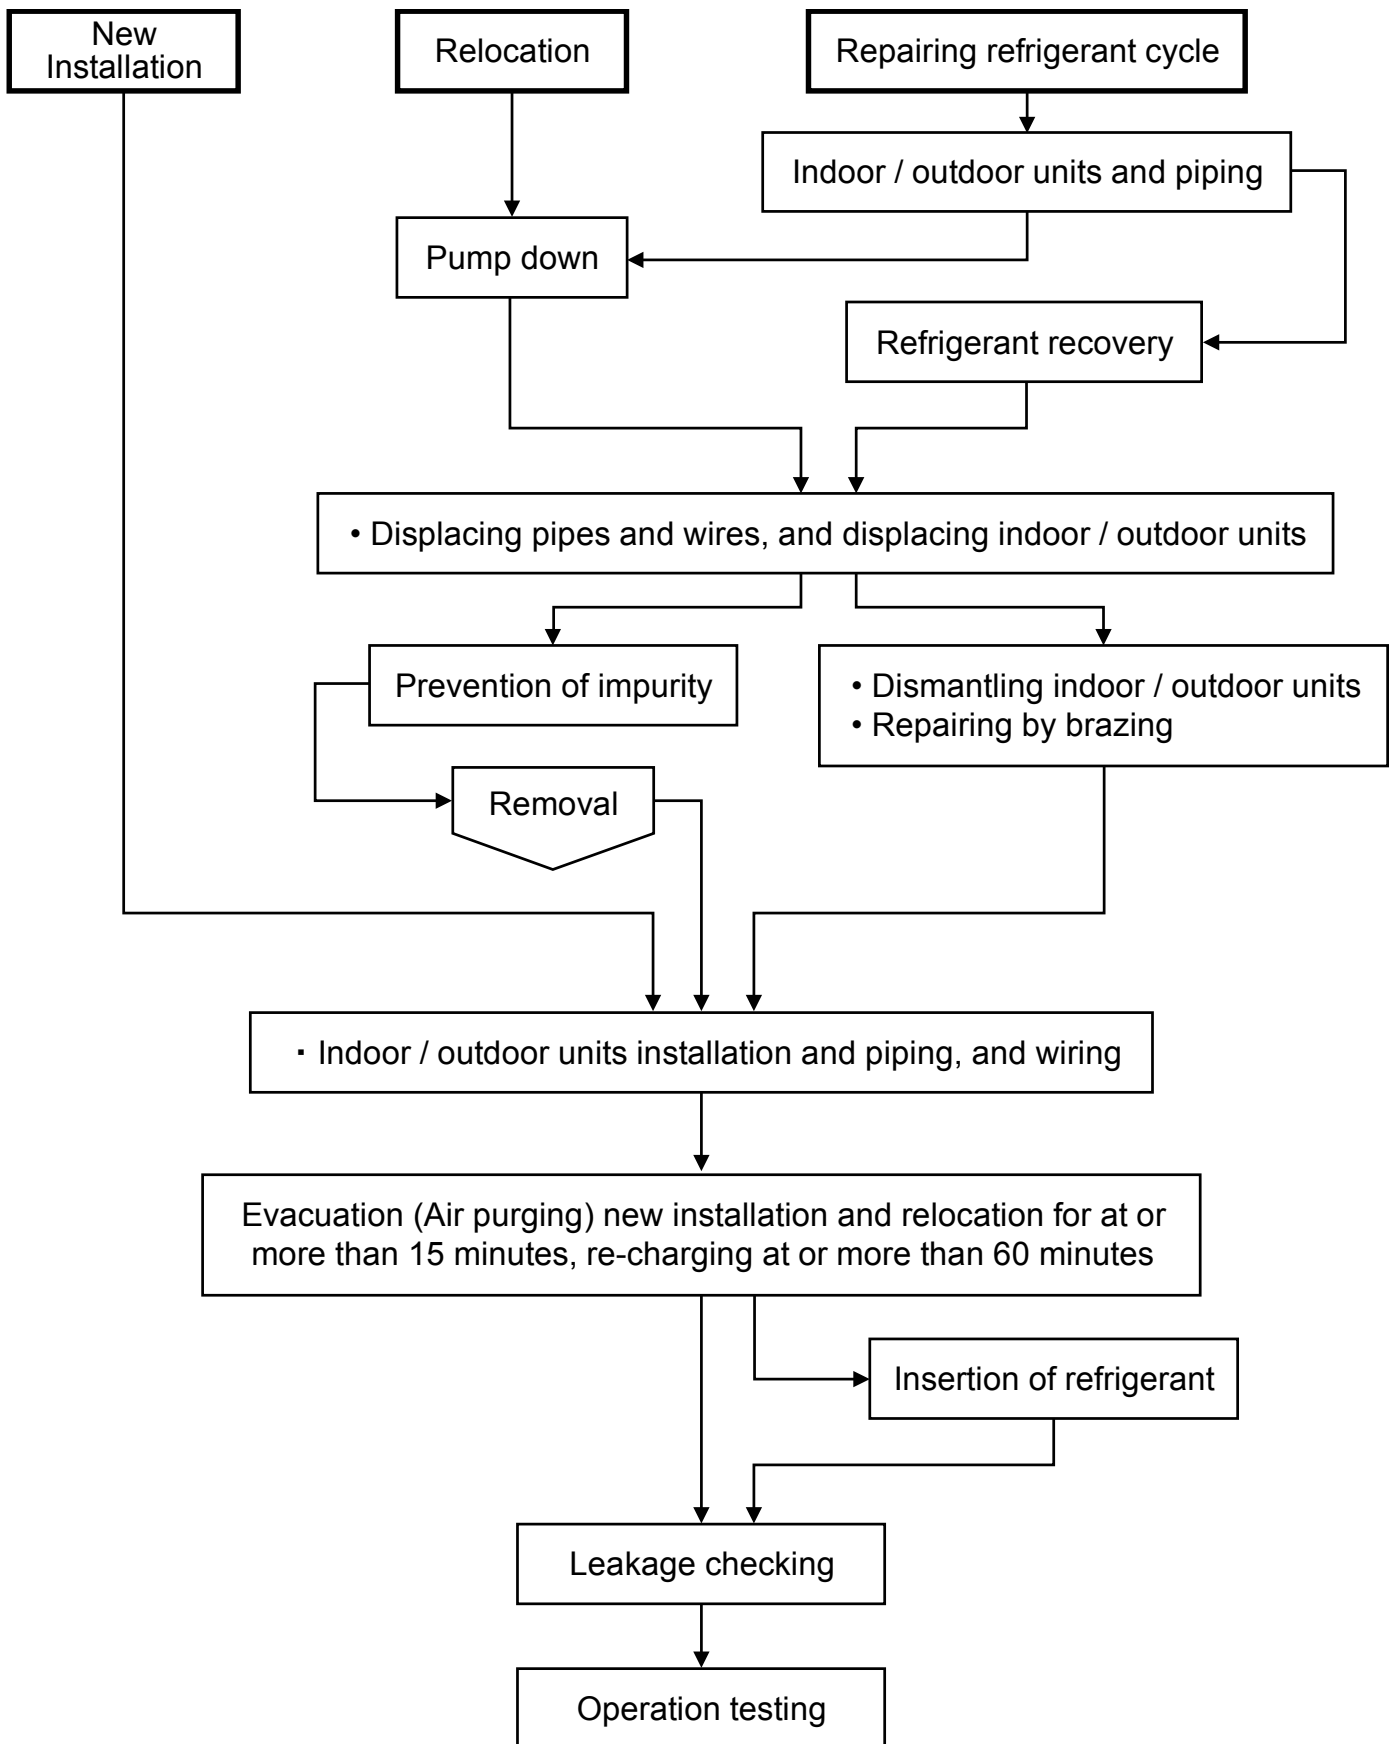 New
Installation
Relocation
Repairing refrigerant cycle
Indoor / outdoor units and piping
Pump down
Refrigerant recovery
• Displacing pipes and wires, and displacing indoor / outdoor units
Prevention of impurity
• Dismantling indoor / outdoor units
• Repairing by brazing
Removal
· Indoor / outdoor units installation and piping, and wiring
Evacuation (Air purging) new installation and relocation for at or
more than 15 minutes, re-charging at or more than 60 minutes
Insertion of refrigerant
Leakage checking
Operation testing